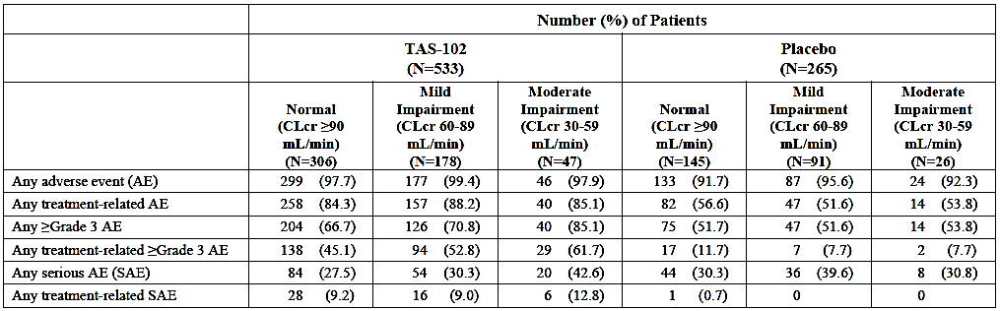 Number (%) of Patients
TAS-102
(N=533)
Placebo
(N=265)
Normal
(CLcr ≥90
mL/min)
(N=306)
Mild
Impairment
(CLcr 60-89
mL/min)
(N=178)
Moderate
Impairment
(CLcr 30-59
mL/min)
(N=47)
Normal
(CLcr ≥90
mL/min)
(N=145)
Mild
Impairment
(CLcr 60-89
mL/min)
(N=91)
Moderate
Impairment
(CLcr 30-59
mL/min)
(N=26)
Any adverse event (AE) 299 (97.7) 177 (99.4) 46 (97.9) 133 (91.7) 87 (95.6) 24 (92.3)
Any treatment-related AE 258 (84.3) 157 (88.2) 40 (85.1) 82 (56.6) 47 (51.6) 14 (53.8)
Any ≥Grade 3 AE 204 (66.7) 126 (70.8) 40 (85.1) 75 (51.7) 47 (51.6) 14 (53.8)
Any treatment-related ≥Grade 3 AE 138 (45.1) 94 (52.8) 29 (61.7) 17 (11.7) 7 (7.7) 2 (7.7)
Any serious AE (SAE) 84 (27.5) 54 (30.3) 20 (42.6) 44 (30.3) 36 (39.6) 8 (30.8)
Any treatment-related SAE 28 (9.2) 16 (9.0) 6 (12.8) 1 (0.7) 0 0